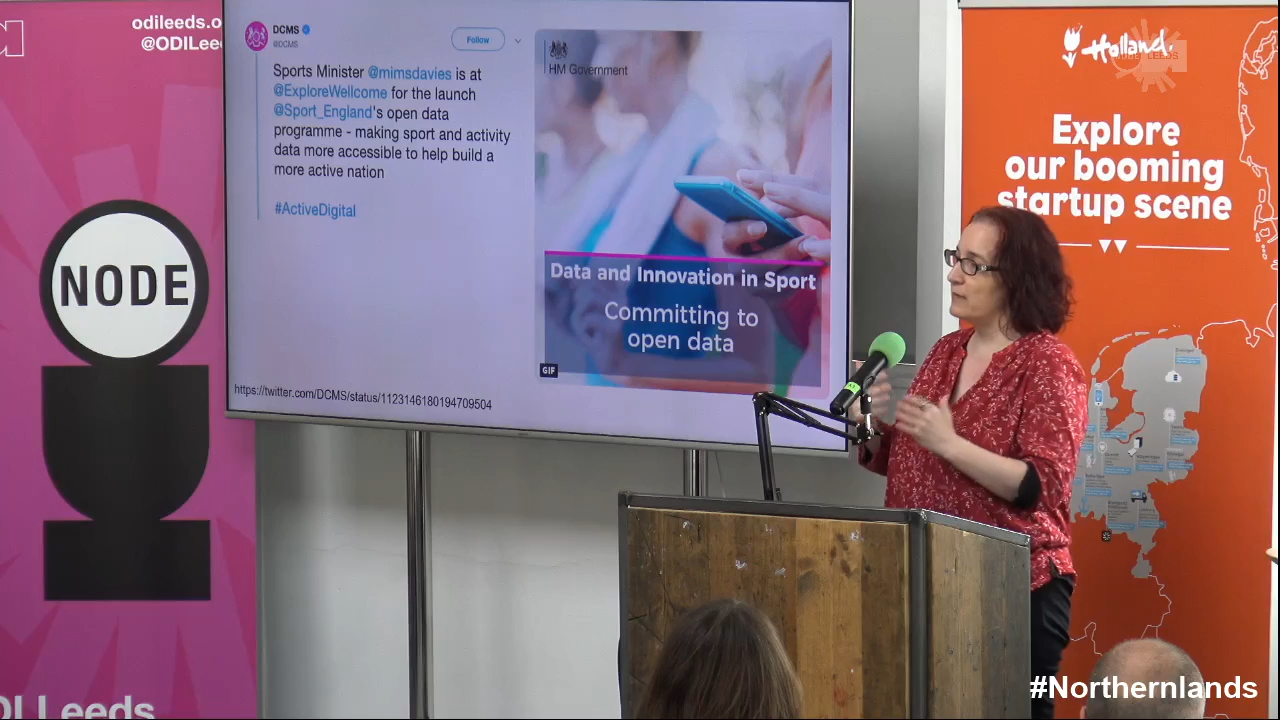 odileeds.o
@ODILee
NODE
ODI Leeds
DCMS
@DCMS
Follow
Sports Minister @mimsdavies is at
@ExploreWellcome for the launch
@Sport_England's open data
programme - making sport and activity
data more accessible to help build a
more active nation
#ActiveDigital
HM Government
Data and Innovation in Sport
Committing to
open data
GIF
https://twitter.com/DCMS/status/1123146180194709504
Holland.
LEEDS
Explore
our booming
startup scene
#Northernlands